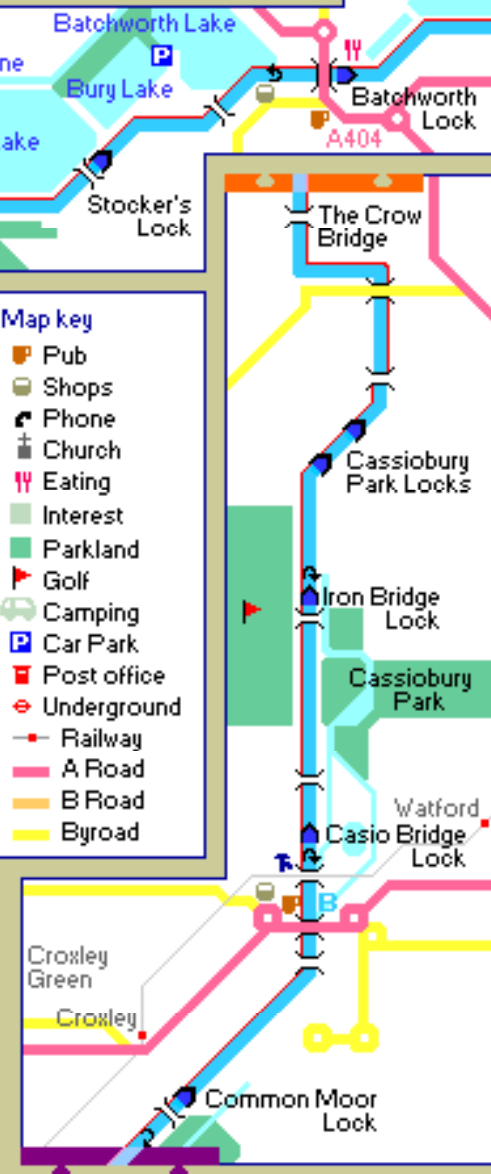 Batchworth Lake
ne
Bury Lake
Batchworth
Lock
ake
A404
Stocker's
Lock
The Crow
Bridge
Map key
Pub
Shops
Phone
Church
Eating
Interest
Parkland
Golf
Camping
P Car Park
Post office
Underground
Railway
A Road
B Road
Byroad
P
Cassiobury
Park Locks
Iron Bridge
Lock
Cassiobury
Park
Watford
Casio Bridge
Lock
B
Croxley
Green
Croxley
Common Moor
Lock